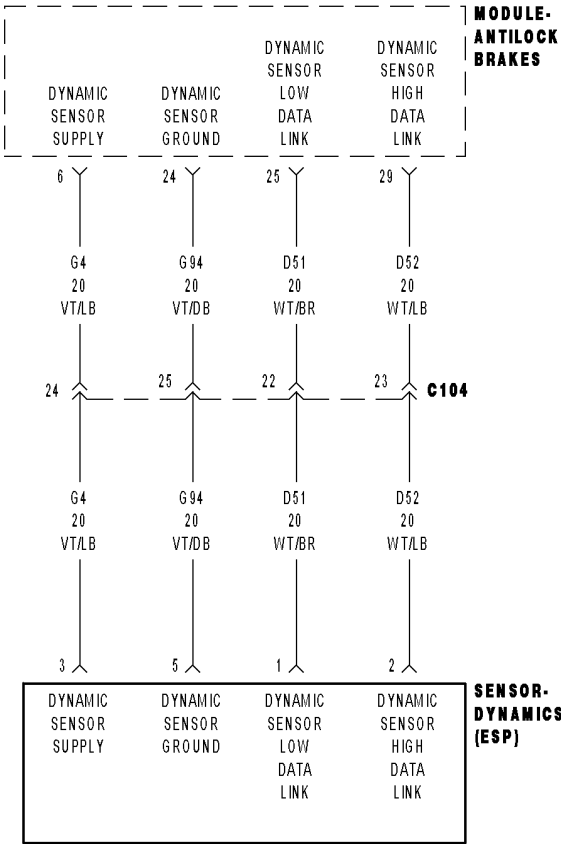 MODULE-
ANTILOCK
BRAKES
DYNAMIC
SENSOR
SUPPLY
DYNAMIC
SENSOR
GROUND
DYNAMIC
SENSOR
LOW
DATA
LINK
DYNAMIC
SENSOR
HIGH
DATA
LINK
6 24 25 29
G4 G94 D51 D52
20 20 20 20
VT/LB VT/DB WT/BR WT/LB
24 25 22 23 C104
G4 G94 D51 D52
20 20 20 20
VT/LB VT/DB WT/BR WT/LB
3 5 1 2
DYNAMIC
SENSOR
SUPPLY
DYNAMIC
SENSOR
GROUND
DYNAMIC
SENSOR
LOW
DATA
LINK
DYNAMIC
SENSOR
HIGH
DATA
LINK
SENSOR-
DYNAMICS
(ESP)